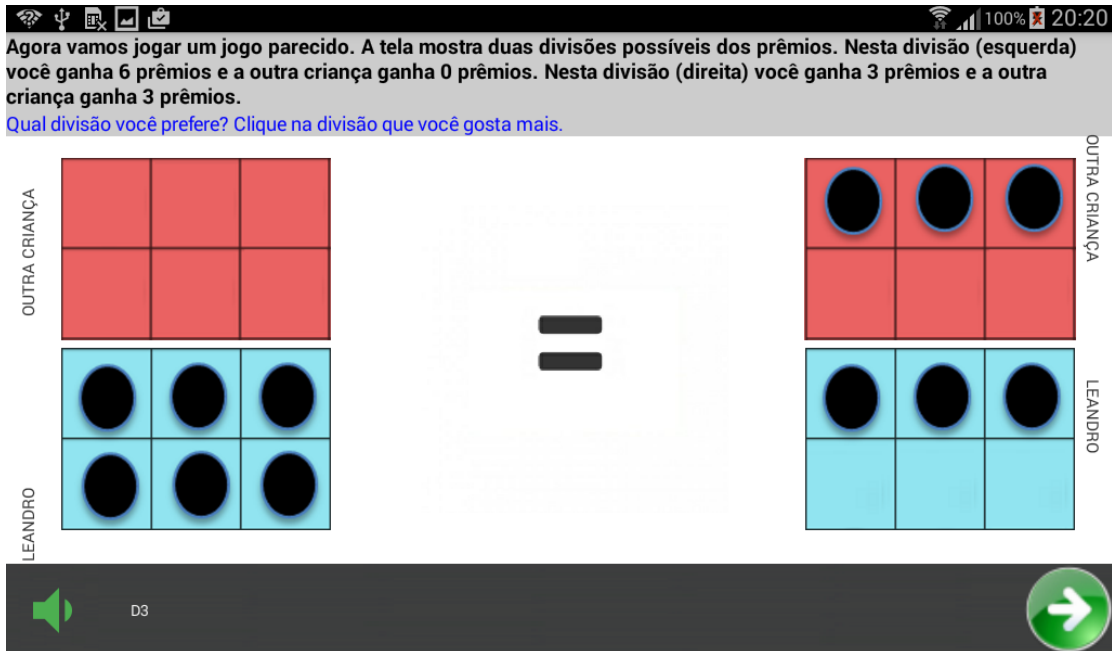 100% 20:20
Agora vamos jogar um jogo parecido. A tela mostra duas divisões possíveis dos prêmios. Nesta divisão (esquerda)
você ganha 6 prêmios e a outra criança ganha 0 prêmios. Nesta divisão (direita) você ganha 3 prêmios e a outra
criança ganha 3 prêmios.
Qual divisão você prefere? Clique na divisão que você gosta mais.
OUTRA CRIANÇA
LEANDRO
OUTRA CRIANÇA
LEANDRO
D3